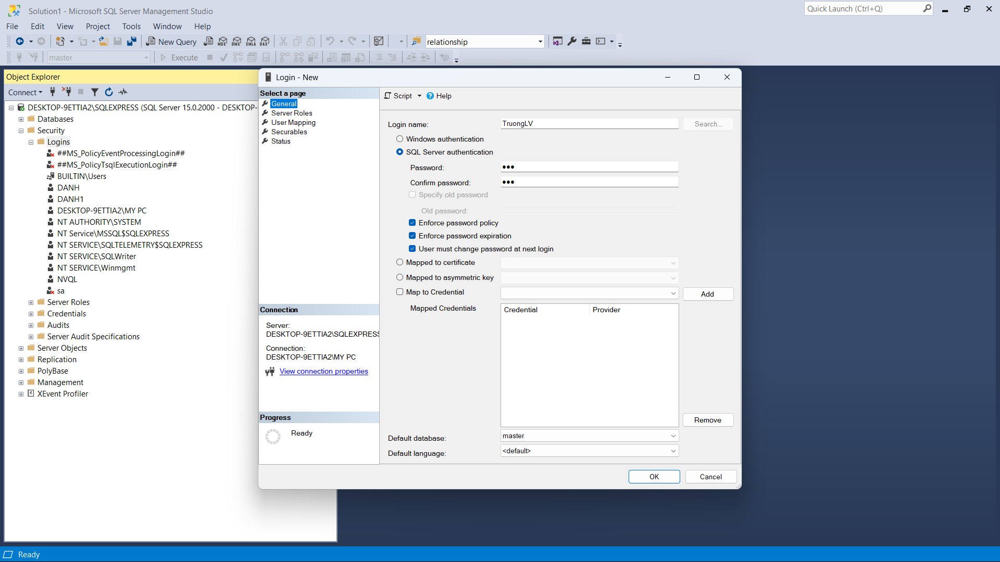 Solution1 - Microsoft SQL Server Management Studio
Quick Launch (Ctrl+Q)
File Edit View Project Tools Window Help
New Query
MDX DMX XMLA DAX
relationship
master
Execute
Object Explorer
Connect
DESKTOP-9ETTIA2\SQLEXPRESS (SQL Server 15.0.2000 - DESKTOP-
Databases
Security
Logins
##MS_PolicyEventProcessingLogin##
##MS_PolicyTsqlExecutionLogin##
BUILTIN\Users
DANH
DANH1
DESKTOP-9ETTIA2\MY PC
NT AUTHORITY\SYSTEM
NT Service\MSSQL$SQLEXPRESS
NT SERVICE\SQLTELEMETRY$SQLEXPRESS
NT SERVICE\SQLWriter
NT SERVICE\Winmgmt
NVQL
sa
Server Roles
Credentials
Audits
Server Audit Specifications
Server Objects
Replication
PolyBase
Management
XEvent Profiler
Login - New
Select a page
General
Server Roles
User Mapping
Securables
Status
Connection
Server:
DESKTOP-9ETTIA2\SQLEXPRESS
Connection:
DESKTOP-9ETTIA2\MY PC
View connection properties
Progress
Ready
Script
Help
Login name:
TruongLV
Search...
Windows authentication
SQL Server authentication
Password:
●●●
Confirm password:
●●●
Specify old password
Old password:
Enforce password policy
Enforce password expiration
User must change password at next login
Mapped to certificate
Mapped to asymmetric key
Map to Credential
Add
Mapped Credentials
Credential
Provider
Remove
Default database:
master
Default language:
<default>
OK
Cancel
Ready